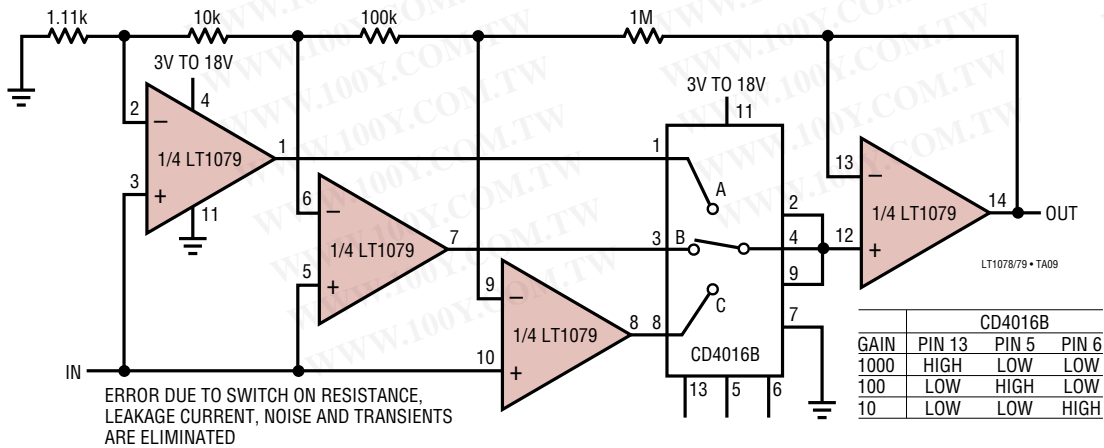 1.11k 10k 100k 1M
3V TO 18V
4
2
−
1/4 LT1079
1
3
+
11
6
−
1/4 LT1079
7
5
+
9
−
1/4 LT1079
8
10
+
IN
3V TO 18V
11
1
A
2
3 B
4
9
C
8
7
CD4016B
13 5 6
13
−
1/4 LT1079
14
OUT
12
+
LT1078/79 • TA09
CD4016B
GAIN PIN 13 PIN 5 PIN 6
1000 HIGH LOW LOW
100 LOW HIGH LOW
10 LOW LOW HIGH
ERROR DUE TO SWITCH ON RESISTANCE,
LEAKAGE CURRENT, NOISE AND TRANSIENTS
ARE ELIMINATED
WWW.100Y.COM.TW